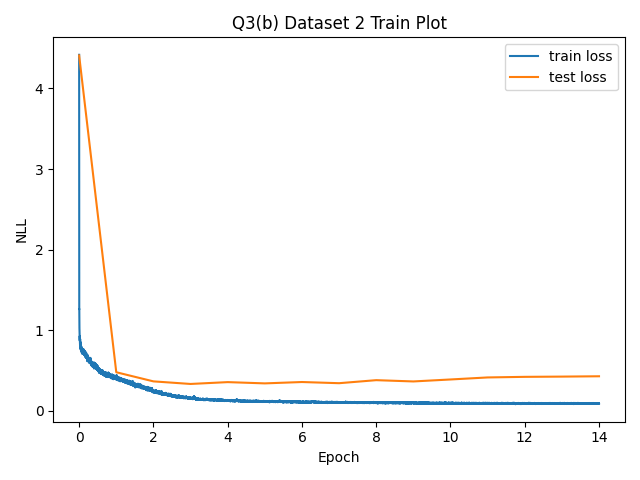 Q3(b) Dataset 2 Train Plot
train loss
test loss
NLL
4
3
2
1
0
0 2 4 6 8 10 12 14
Epoch